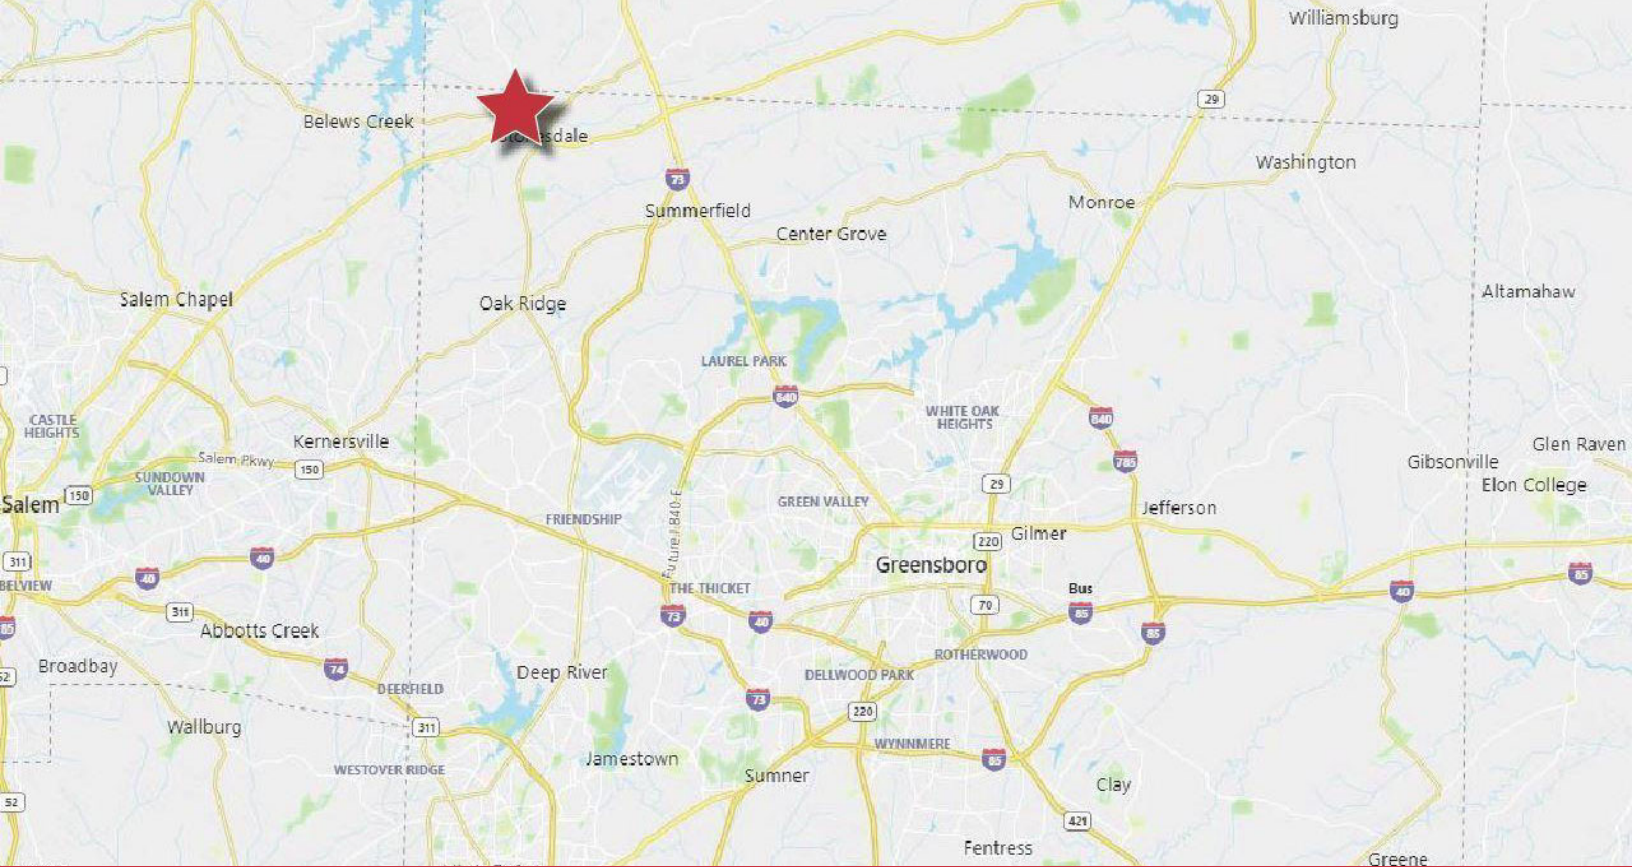 Williamsburg
29
Belews Creek
Washington
73
Monroe
Summerfield
Center Grove
Altamahaw
Salem Chapel
Oak Ridge
LAUREL PARK
840
WHITE OAK
HEIGHTS
840
CASTLE
HEIGHTS
Kernersville
Glen Raven
Salem Pkwy
150
785
Gibsonville
SUNDOWN
VALLEY
29
Elon College
Salem
150
GREEN VALLEY
Jefferson
FRIENDSHIP
Future I 840 E
Gilmer
220
311
40
Greensboro
40
BELVIEW
THE THICKET
Bus
85
40
85
70
311
73
40
85
85
Abbotts Creek
ROTHERWOOD
Broadbay
74
Deep River
DELLWOOD PARK
52
DEERFIELD
73
220
Wallburg
311
WYNNMERE
Jamestown
85
WESTOVER RIDGE
Sumner
Clay
52
421
Fentress
Greene